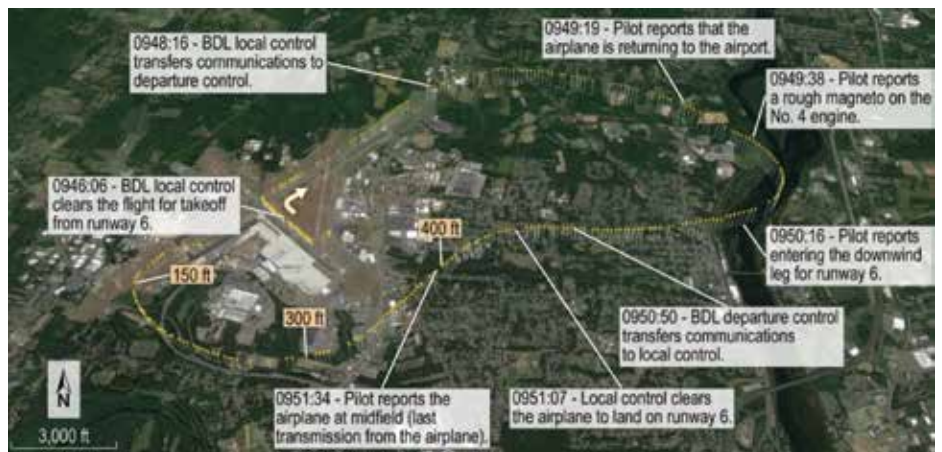 0948:16 - BDL local control
transfers communications to
departure control.
0949:19 - Pilot reports that the
airplane is returning to the airport.
0949:38 - Pilot reports
a rough magneto on the
No. 4 engine.
0946:06 - BDL local control
clears the flight for takeoff
from runway 6.
400 ft
150 ft
300 ft
0950:16 - Pilot reports
entering the downwind
leg for runway 6.
0950:50 - BDL departure control
transfers communications
to local control.
0951:34 - Pilot reports the
airplane at midfield (last
transmission from the airplane).
0951:07 - Local control clears
the airplane to land on runway 6.
N
3,000 ft